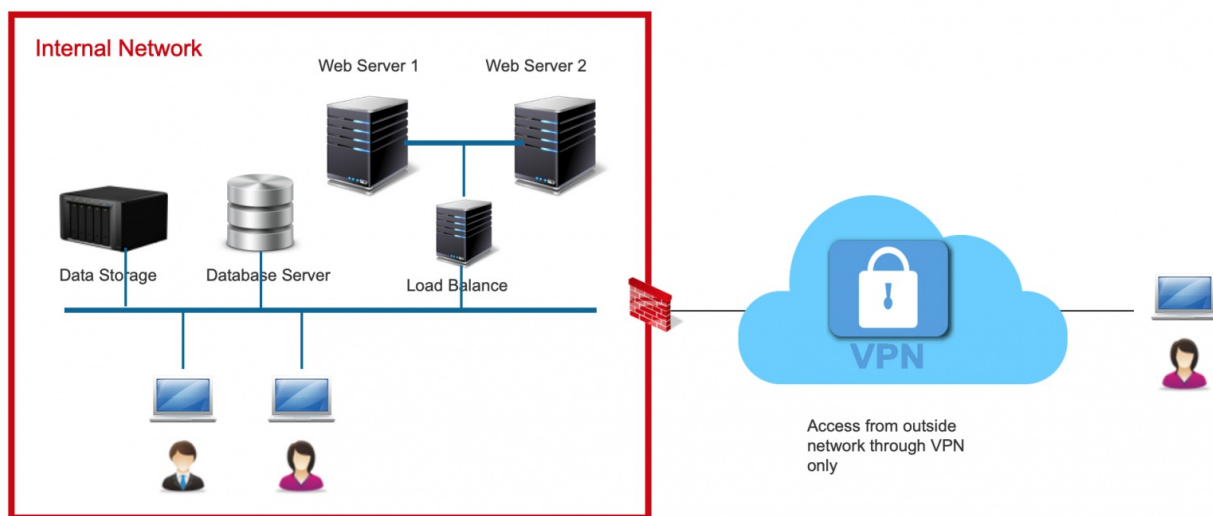 Internal Network
Web Server 1
Web Server 2
Data Storage
Database Server
Load Balance
VPN
Access from outside
network through VPN
only